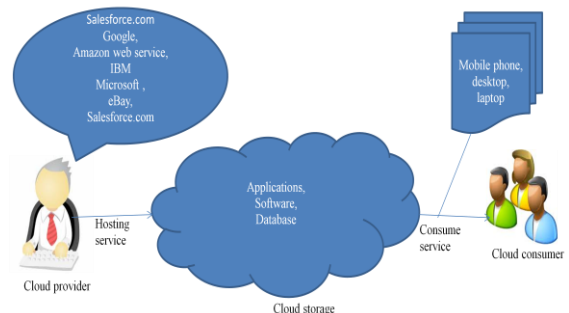 Salesforce.com
Google,
Amazon web service,
IBM
Microsoft ,
eBay,
Salesforce.com
Mobile phone,
desktop,
laptop
Applications,
Software,
Database
Hosting
service
Consume
service
Cloud provider
Cloud consumer
Cloud storage